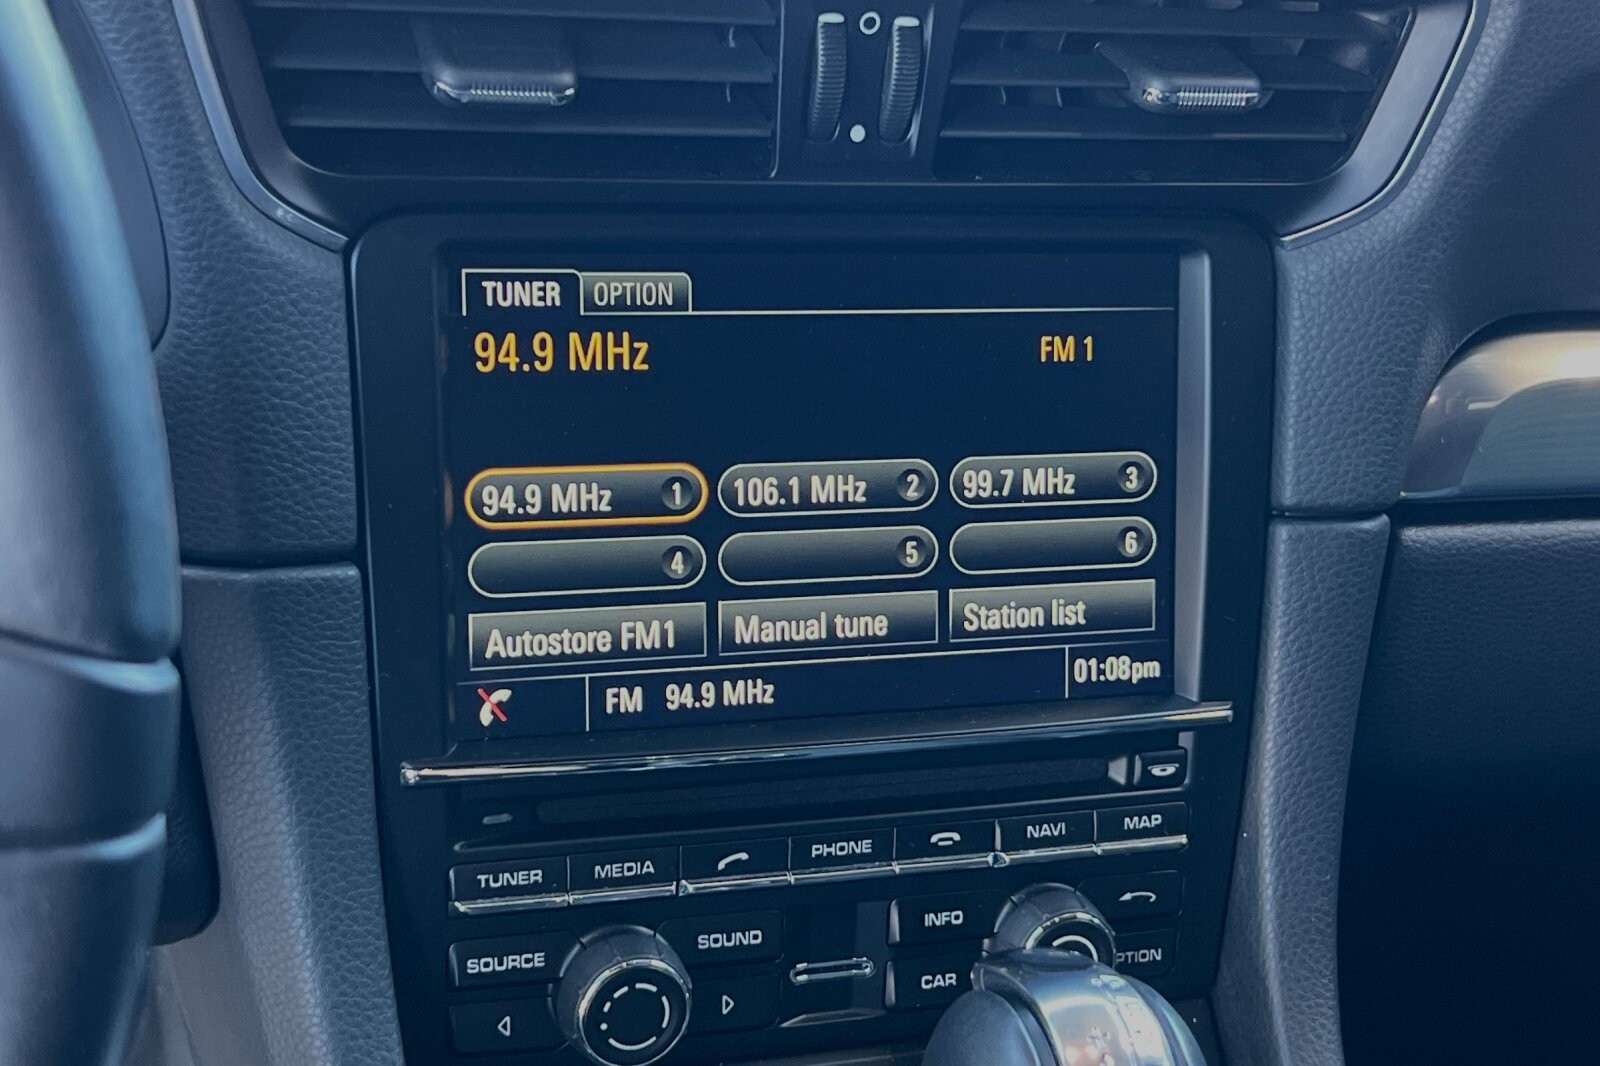 TUNER OPTION
94.9 MHz FM 1
94.9 MHz 1 106.1 MHz 2 99.7 MHz 3
4 5 6
Autostore FM1 Manual tune Station list
FM 94.9 MHz 01:08pm
TUNER MEDIA PHONE NAVI MAP
SOURCE SOUND INFO
CAR PTION